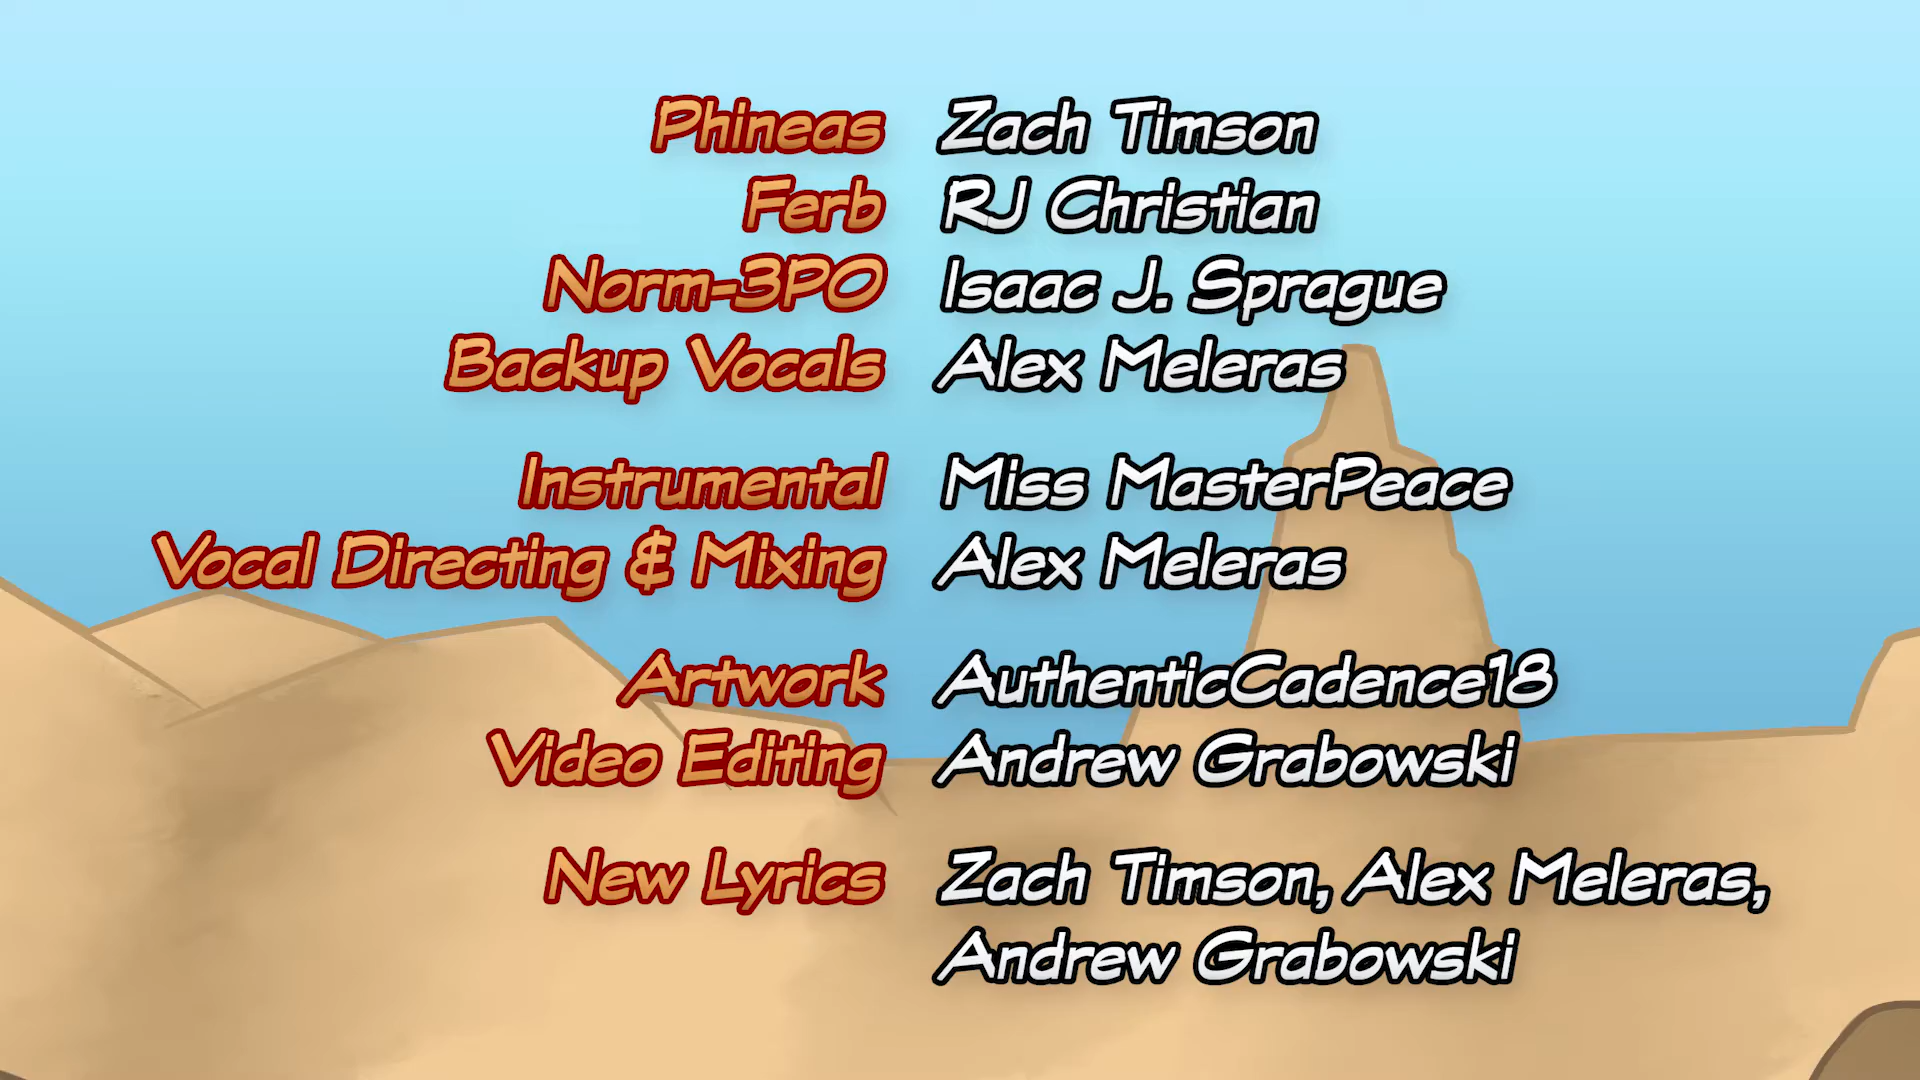 Phineas Zach Timson
Ferb RJ Christian
Norm-3PO Isaac J. Sprague
Backup Vocals Alex Meleras
Instrumental Miss MasterPeace
Vocal Directing & Mixing Alex Meleras
Artwork AuthenticCadence18
Video Editing Andrew Grabowski
New Lyrics Zach Timson, Alex Meleras,
Andrew Grabowski